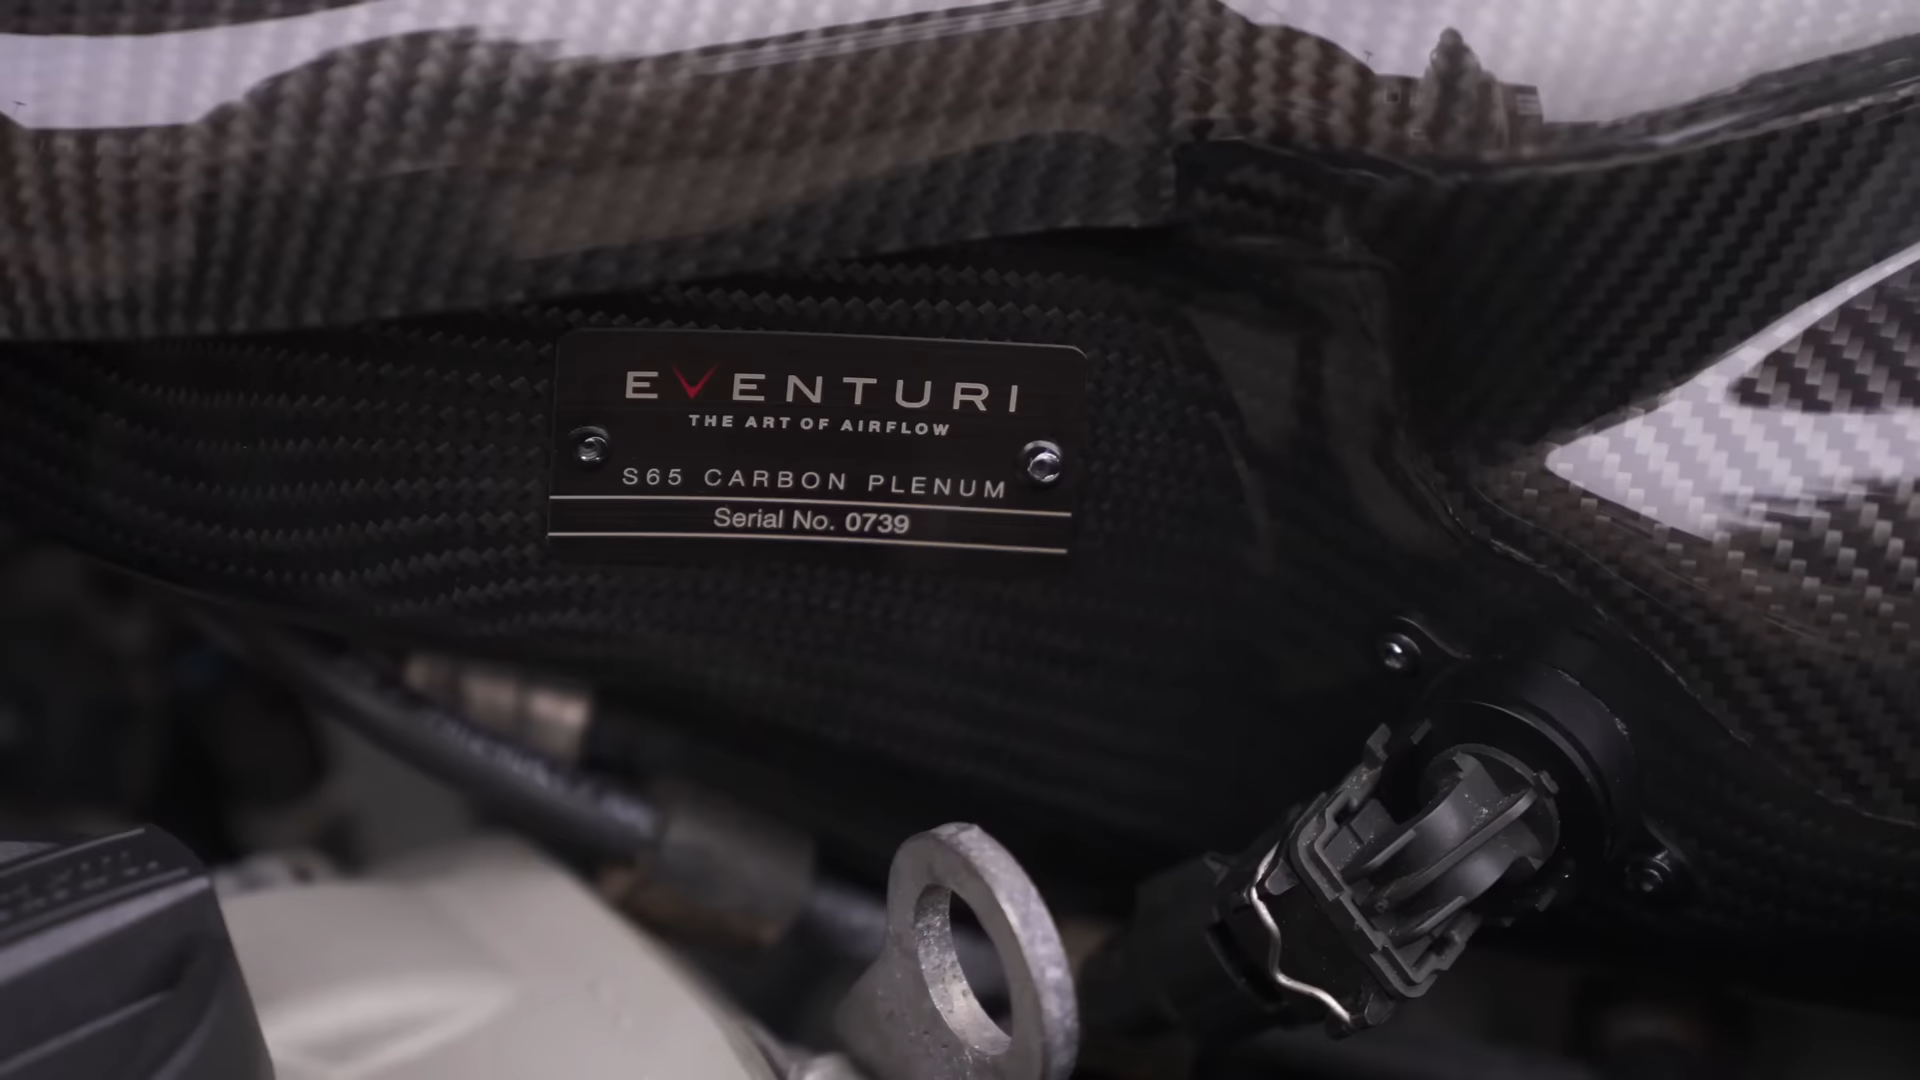 EVENTURI
THE ART OF AIRFLOW
S65 CARBON PLENUM
Serial No. 0739